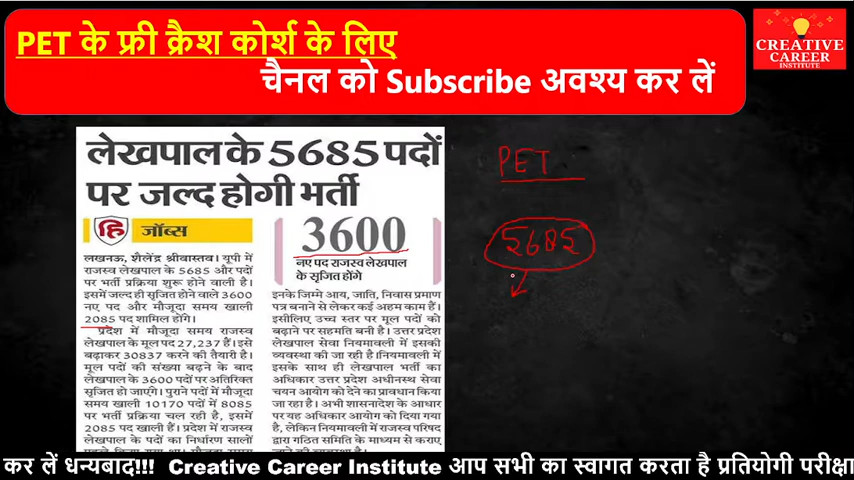 PET के फ्री क्रैश कोर्श के लिए
चैनल को Subscribe अवश्य कर लें
CREATIVE
CAREER
INSTITUTE
लेखपाल के 5685 पदों
पर जल्द होगी भर्ती
हि जॉब्स
लखनऊ, शैलेंद्र श्रीवास्तव। यूपी में
राजस्व लेखपाल के 5685 और पदों
पर भर्ती प्रक्रिया शुरू होने वाली है।
इसमें जल्द ही सृजित होने वाले 3600
नए पद और मौजूदा समय खाली
2085 पद शामिल होंगे।
प्रदेश में मौजूदा समय राजस्व
लेखपाल के मूल पद 27,237 हैं। इसे
बढ़ाकर 30837 करने की तैयारी है।
मूल पदों की संख्या बढ़ने के बाद
लेखपाल के 3600 पदों पर अतिरिक्त
सृजित हो जाएंगे। पुराने पदों में मौजूदा
समय खाली 10170 पदों में 8085
पर भर्ती प्रक्रिया चल रही है, इसमें
2085 पद खाली हैं। प्रदेश में राजस्व
लेखपाल के पदों का निर्धारण सालों
3600
नए पद राजस्व लेखपाल
के सृजित होंगे
इनके जिम्मे आय, जाति, निवास प्रमाण
पत्र बनाने से लेकर कई अहम काम हैं।
इसीलिए उच्च स्तर पर मूल पदों को
बढ़ाने पर सहमति बनी है। उत्तर प्रदेश
लेखपाल सेवा नियमावली में इसकी
व्यवस्था की जा रही है। नियमावली में
इसके साथ ही लेखपाल भर्ती का
अधिकार उत्तर प्रदेश अधीनस्थ सेवा
चयन आयोग को देने का प्रावधान किया
जा रहा है। अभी शासनादेश के आधार
पर यह अधिकार आयोग को दिया गया
है, लेकिन नियमावली में राजस्व परिषद
द्वारा गठित समिति के माध्यम से कराए
PET
5685
कर लें धन्यबाद!!! Creative Career Institute आप सभी का स्वागत करता है प्रतियोगी परीक्षा